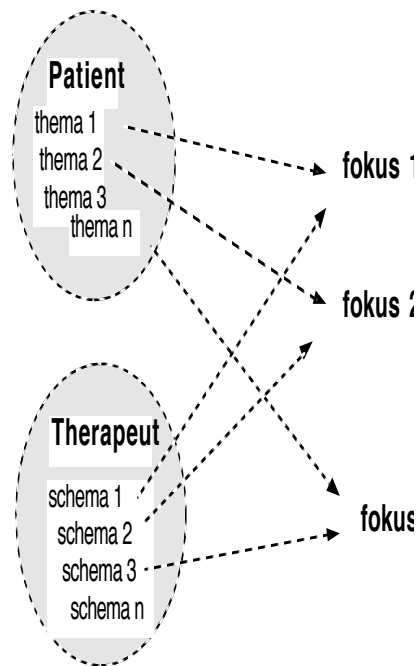 Patient
thema 1
thema 2
thema 3
thema n
fokus 1
fokus 2
Therapeut
schema 1
schema 2
schema 3
schema n
fokus